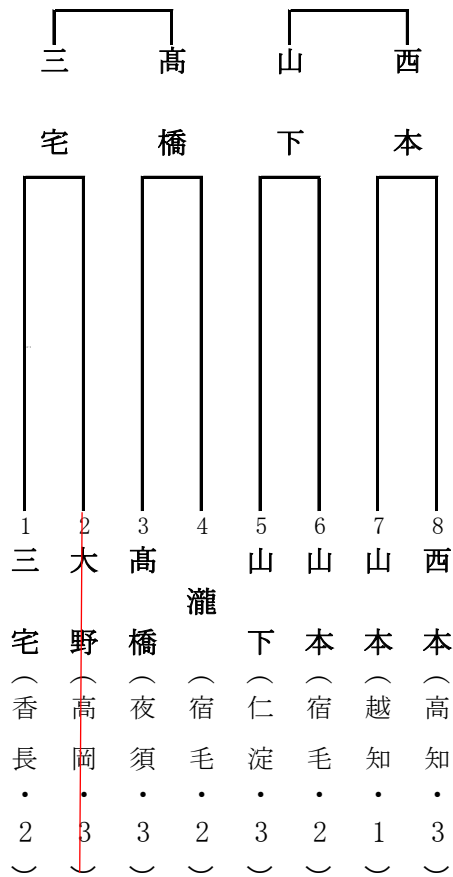 三宅
髙橋
山下
西本
1 三宅(香長・2)
2 大野(高岡・3)
3 髙橋(夜須・3)
4 瀧(宿毛・2)
5 山下(仁淀・3)
6 山本(宿毛・2)
7 山本(越知・1)
8 西本(高知・3)